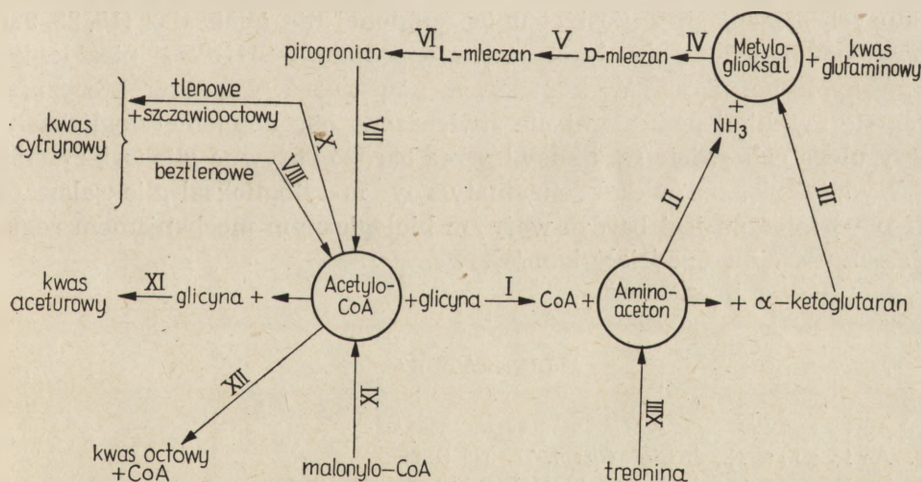 pirogronian VI L-mleczan V D-mleczan IV Metylo-
glioksal + kwas
glutaminowy
+
NH3
tlenowe
+szczawiooctowy
kwas
cytrynowy
beztlenowe
X
VIII
VII
II
III
kwas
aceturowy XI glicyna + Acetylo-
CoA +glicyna I CoA + Amino-
aceton + α-ketoglutaran
XII
IX
XIII
kwas octowy
+CoA
malonylo-CoA
treonina